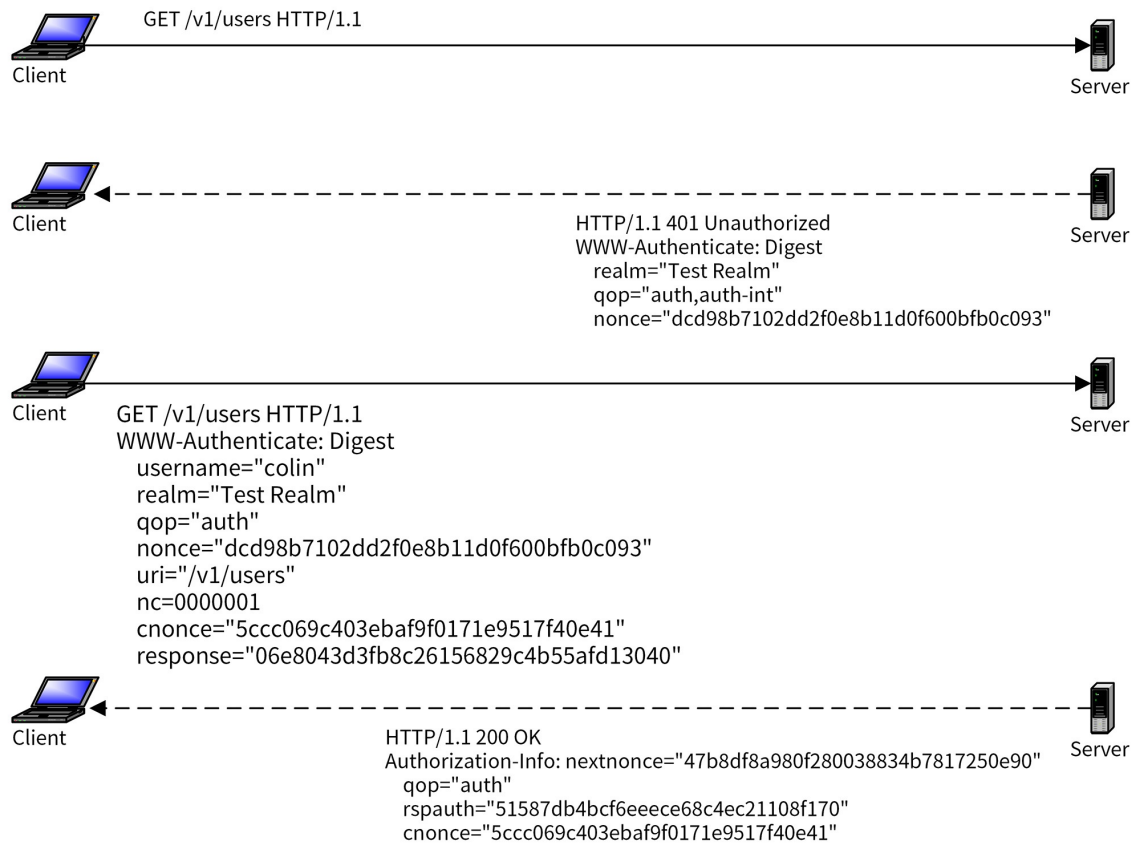 GET /v1/users HTTP/1.1
Client
Server
Client
Server
HTTP/1.1 401 Unauthorized
WWW-Authenticate: Digest
realm="Test Realm"
qop="auth,auth-int"
nonce="dcd98b7102dd2f0e8b11d0f600bfb0c093"
Client
Server
GET /v1/users HTTP/1.1
WWW-Authenticate: Digest
username="colin"
realm="Test Realm"
qop="auth"
nonce="dcd98b7102dd2f0e8b11d0f600bfb0c093"
uri="/v1/users"
nc=0000001
cnonce="5ccc069c403ebaf9f0171e9517f40e41"
response="06e8043d3fb8c26156829c4b55afd13040"
Client
Server
HTTP/1.1 200 OK
Authorization-Info: nextnonce="47b8df8a980f280038834b7817250e90"
qop="auth"
rspauth="51587db4bcf6eeece68c4ec21108f170"
cnonce="5ccc069c403ebaf9f0171e9517f40e41"